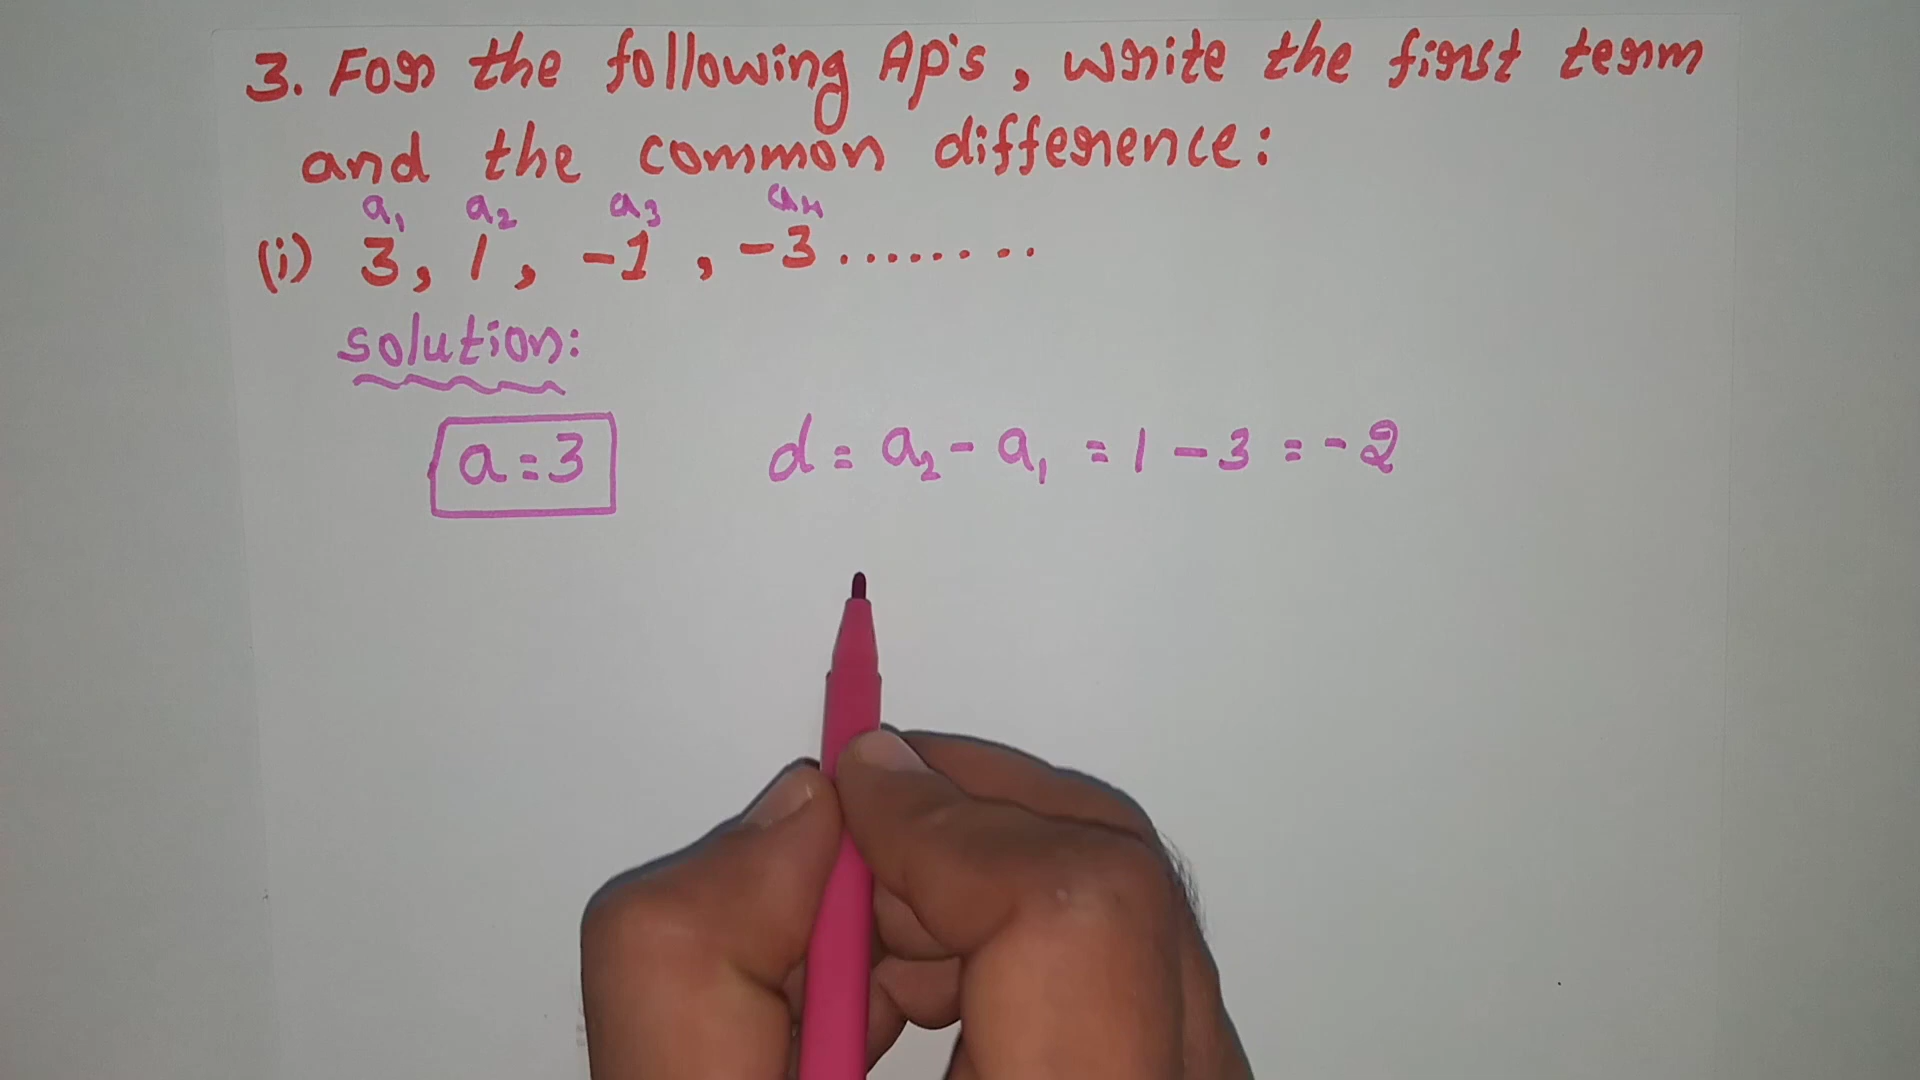 3. For the following AP's, write the first term
and the common difference:
a₁ a₂ a₃ a₄
(i) 3, 1, -1, -3........
solution:
a=3 d= a₂- a₁ = 1-3 = -2